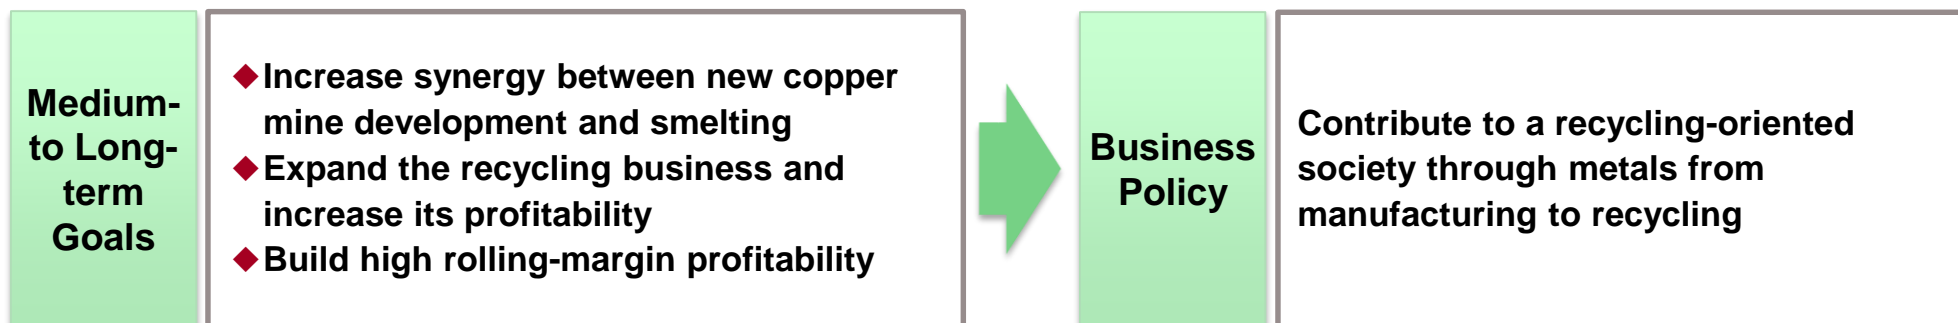 Medium-
to Long-
term
Goals
◆Increase synergy between new copper
mine development and smelting
◆Expand the recycling business and
increase its profitability
◆Build high rolling-margin profitability
Business
Policy
Contribute to a recycling-oriented
society through metals from
manufacturing to recycling